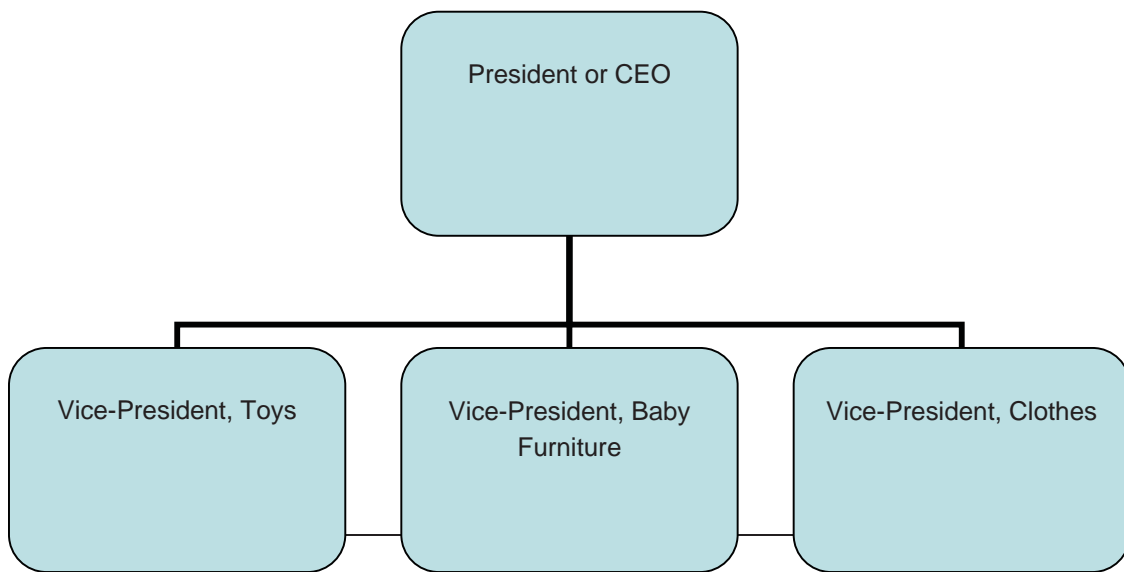 President or CEO
Vice-President, Toys
Vice-President, Baby
Furniture
Vice-President, Clothes